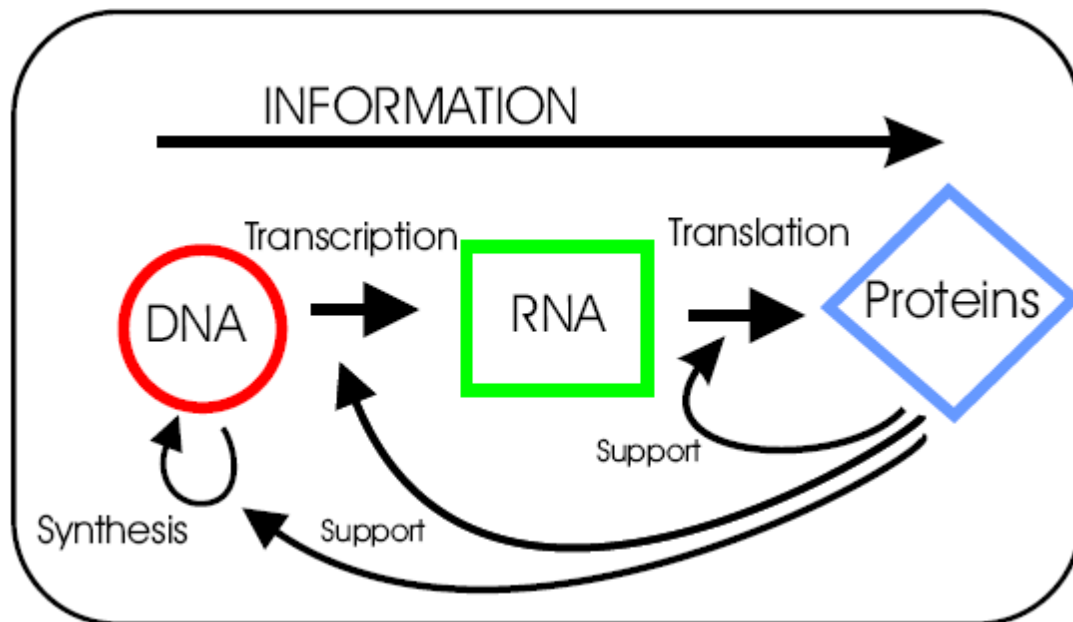 INFORMATION
Transcription
Translation
DNA
RNA
Proteins
Support
Synthesis
Support